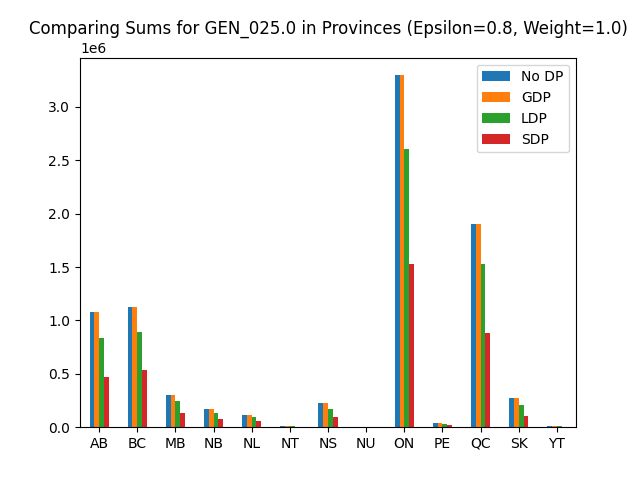 Comparing Sums for GEN_025.0 in Provinces (Epsilon=0.8, Weight=1.0)
1e6
No DP
GDP
LDP
SDP
3.0
2.5
2.0
1.5
1.0
0.5
0.0
AB BC MB NB NL NT NS NU ON PE QC SK YT